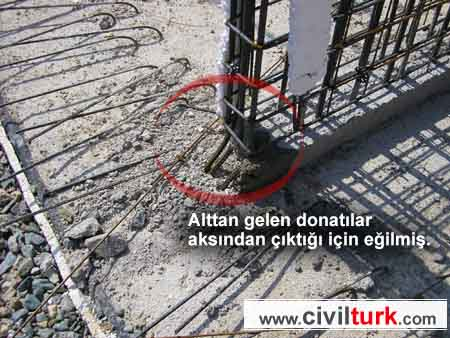 Alttan gelen donatılar
aksından çıktığı için eğilmiş.
www.civilturk.com